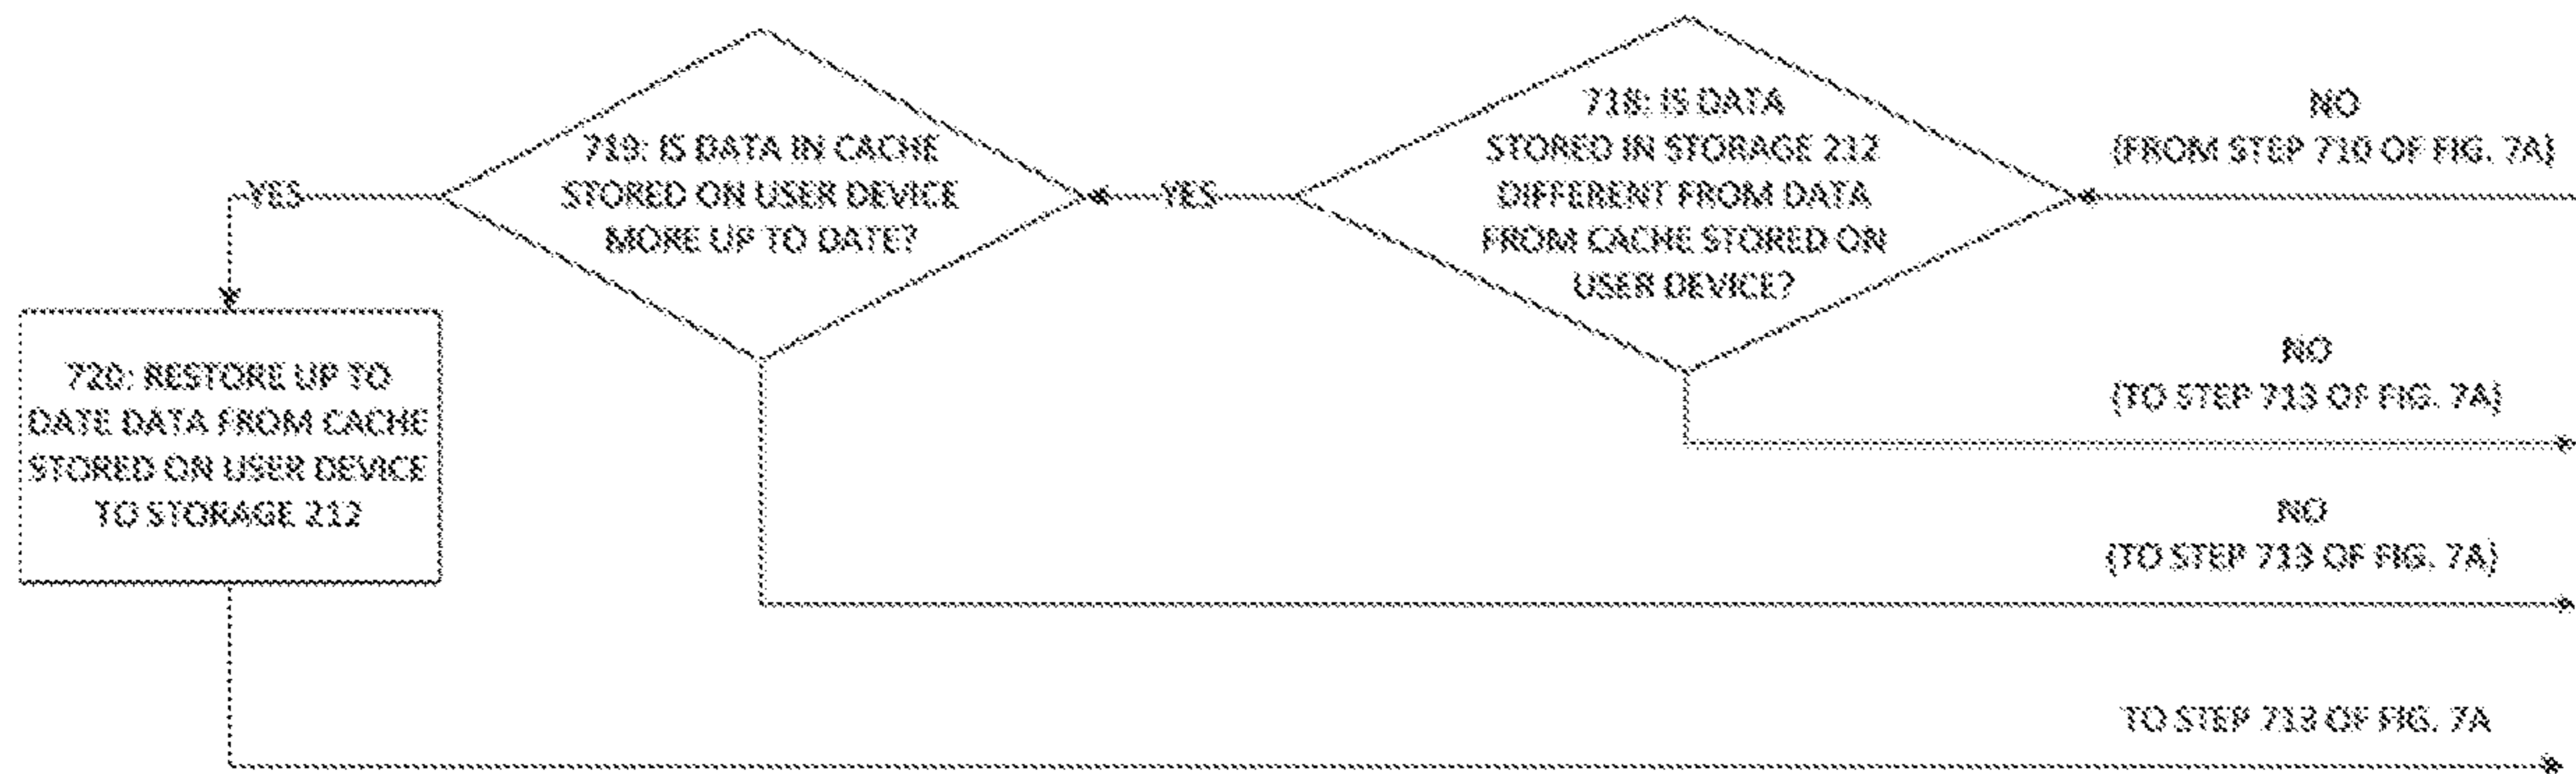 719: IS DATA IN CACHE
STORED ON USER DEVICE
MORE UP TO DATE?
718: IS DATA
STORED IN STORAGE 212
DIFFERENT FROM DATA
FROM CACHE STORED ON
USER DEVICE?
NO
(FROM STEP 710 OF FIG. 7A)
YES
YES
720: RESTORE UP TO
DATE DATA FROM CACHE
STORED ON USER DEVICE
TO STORAGE 212
NO
(TO STEP 713 OF FIG. 7A)
NO
(TO STEP 713 OF FIG. 7A)
TO STEP 713 OF FIG. 7A